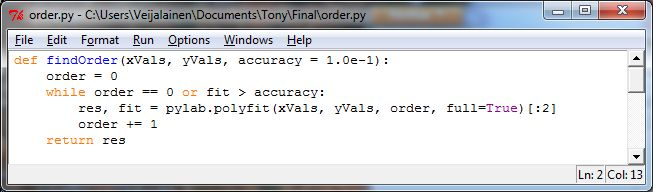 order.py - C:\Users\Veijalainen\Documents\Tony\Final\order.py
File Edit Format Run Options Windows Help
def findOrder(xVals, yVals, accuracy = 1.0e-1):
    order = 0
    while order == 0 or fit > accuracy:
        res, fit = pylab.polyfit(xVals, yVals, order, full=True)[:2]
        order += 1
    return res
Ln: 2 Col: 13